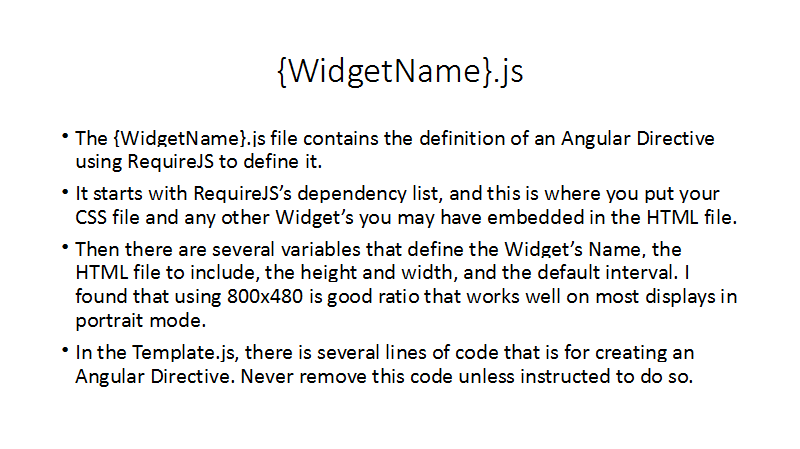 {WidgetName}.js
• The {WidgetName}.js file contains the definition of an Angular Directive
using RequireJS to define it.
• It starts with RequireJS’s dependency list, and this is where you put your
CSS file and any other Widget’s you may have embedded in the HTML file.
• Then there are several variables that define the Widget’s Name, the
HTML file to include, the height and width, and the default interval. I
found that using 800x480 is good ratio that works well on most displays in
portrait mode.
• In the Template.js, there is several lines of code that is for creating an
Angular Directive. Never remove this code unless instructed to do so.